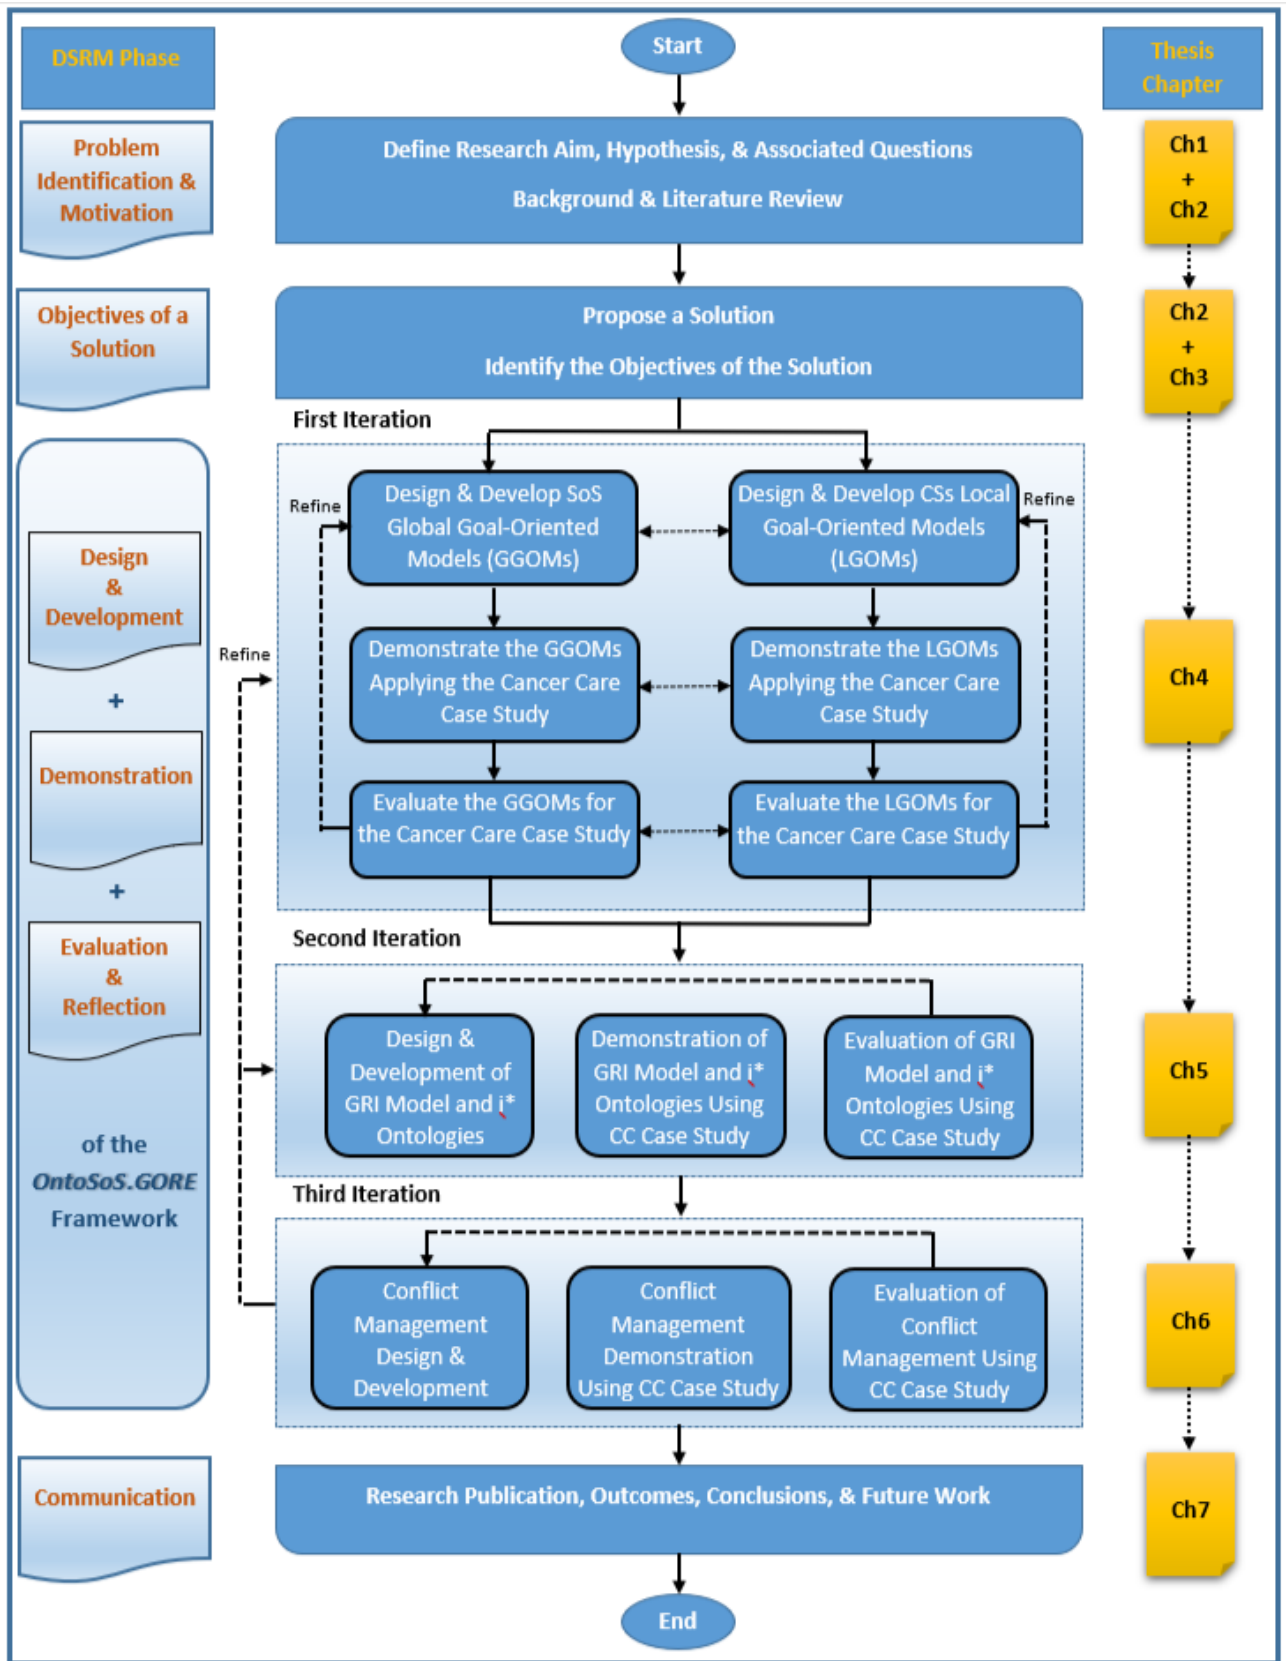 DSRM Phase
Start
Thesis
Chapter
Problem
Identification &
Motivation
Define Research Aim, Hypothesis, & Associated Questions
Background & Literature Review
Ch1
+
Ch2
Objectives of a
Solution
Propose a Solution
Identify the Objectives of the Solution
Ch2
+
Ch3
First Iteration
Refine
Design & Develop SoS
Global Goal-Oriented
Models (GGOMs)
Design & Develop CSs Local
Goal-Oriented Models
(LGOMs)
Refine
Design
&
Development
+
Demonstration
+
Evaluation
&
Reflection
of the
OntoSoS.GORE
Framework
Refine
Demonstrate the GGOMs
Applying the Cancer Care
Case Study
Demonstrate the LGOMs
Applying the Cancer Care
Case Study
Ch4
Evaluate the GGOMs for
the Cancer Care Case Study
Evaluate the LGOMs for
the Cancer Care Case Study
Second Iteration
Design &
Development of
GRI Model and i*
Ontologies
Demonstration of
GRI Model and i*
Ontologies Using
CC Case Study
Evaluation of GRI
Model and i*
Ontologies Using
CC Case Study
Ch5
Third Iteration
Conflict
Management
Design &
Development
Conflict
Management
Demonstration
Using CC Case Study
Evaluation of
Conflict
Management Using
CC Case Study
Ch6
Communication
Research Publication, Outcomes, Conclusions, & Future Work
Ch7
End